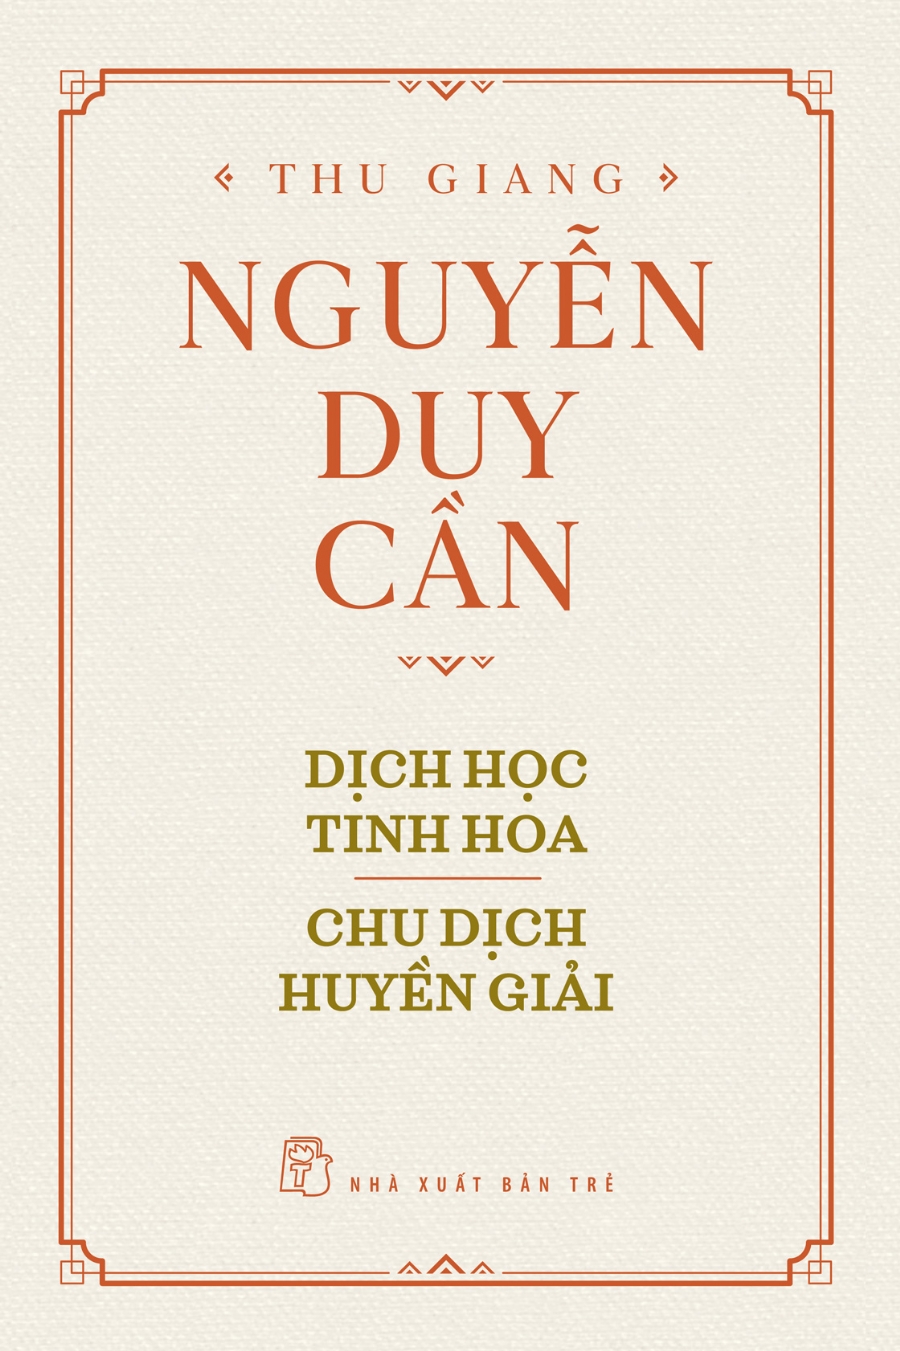 THU GIANG
NGUYỄN
DUY
CẦN
DỊCH HỌC
TINH HOA
CHU DỊCH
HUYỀN GIẢI
NHÀ XUẤT BẢN TRẺ